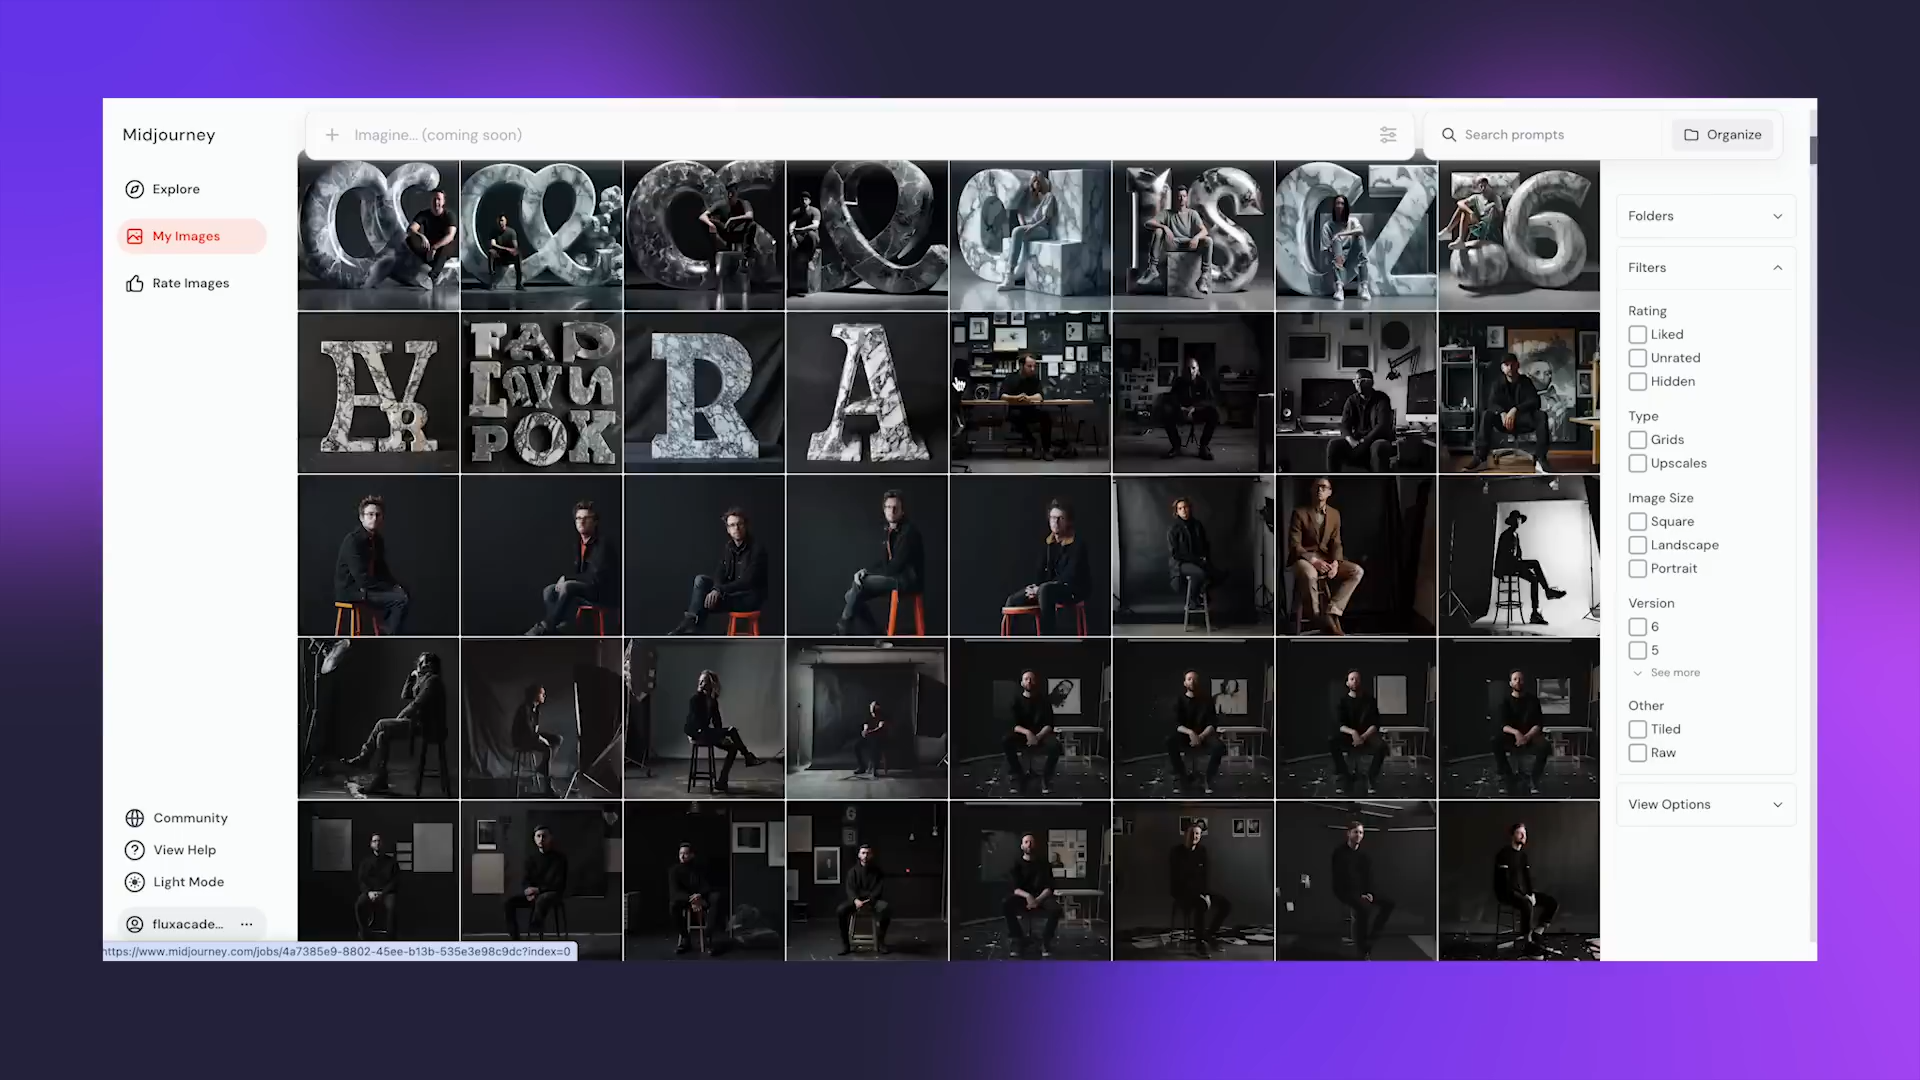 Midjourney
Imagine... (coming soon)
Search prompts
Organize
Explore
My Images
Rate Images
Folders
Filters
Rating
Liked
Unrated
Hidden
Type
Grids
Upscales
Image Size
Square
Landscape
Portrait
Version
6
5
See more
Other
Tiled
Raw
View Options
IS
6
R
A
Community
View Help
Light Mode
fluxacade...
https://www.midjourney.com/jobs/4a7385e9-8802-45ee-b13b-535e3e98c9dc?index=0